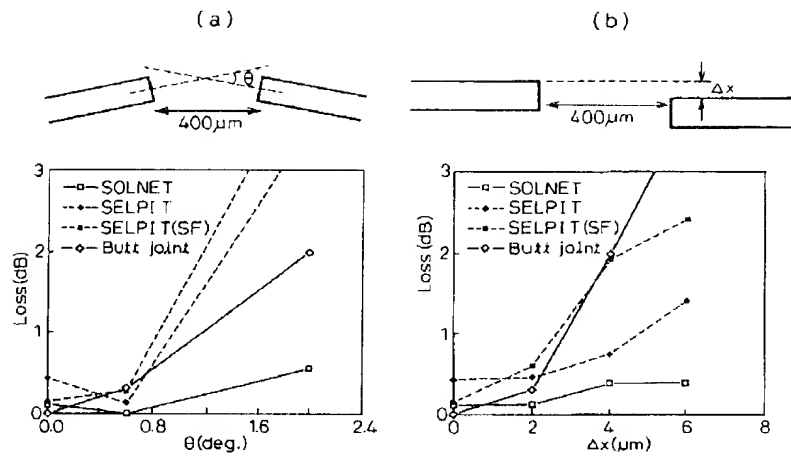 (a)
(b)
θ
400μm
Δx
400μm
3
2
1
0
Loss(dB)
SOLNET
SELPIT
SELPIT(SF)
Butt joint
0.0
0.8
1.6
2.4
θ(deg.)
3
2
1
0
Loss(dB)
SOLNET
SELPIT
SELPIT(SF)
Butt joint
0
2
4
6
8
Δx(μm)